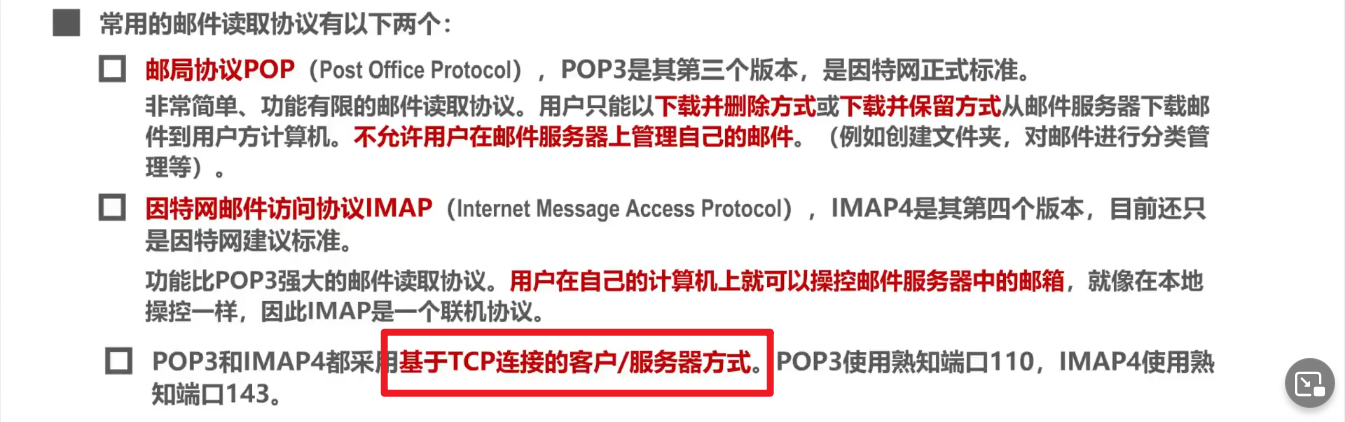 常用的邮件读取协议有以下两个：
邮局协议POP（Post Office Protocol），POP3是其第三个版本，是因特网正式标准。
非常简单、功能有限的邮件读取协议。用户只能以下载并删除方式或下载并保留方式从邮件服务器下载邮
件到用户方计算机。不允许用户在邮件服务器上管理自己的邮件。（例如创建文件夹，对邮件进行分类管
理等）。
因特网邮件访问协议IMAP（Internet Message Access Protocol），IMAP4是其第四个版本，目前还只
是因特网建议标准。
功能比POP3强大的邮件读取协议。用户在自己的计算机上就可以操控邮件服务器中的邮箱，就像在本地
操控一样，因此IMAP是一个联机协议。
POP3和IMAP4都采用基于TCP连接的客户/服务器方式。POP3使用熟知端口110，IMAP4使用熟
知端口143。